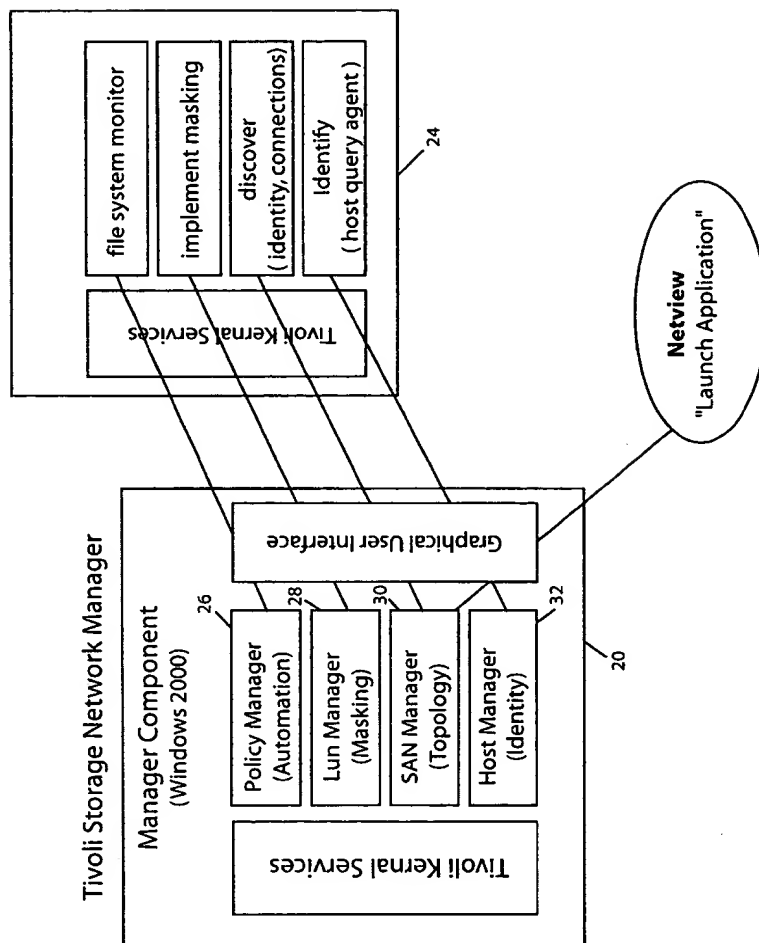 Tivoli Storage Network Manager
Manager Component
(Windows 2000)
Tivoli Kernal Services
Policy Manager
(Automation)
26
Lun Manager
(Masking)
28
SAN Manager
(Topology)
30
Host Manager
(Identity)
32
Graphical User Interface
20
Tivoli Kernal Services
file system monitor
implement masking
discover
( identity, connections)
Identify
( host query agent )
24
Netview
"Launch Application"